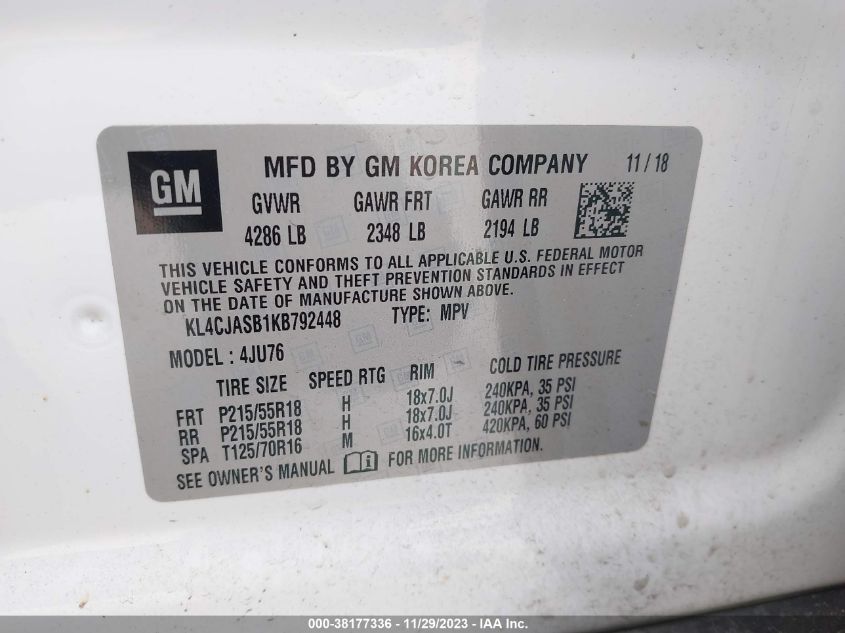 GM
MFD BY GM KOREA COMPANY 11/18
GVWR GAWR FRT GAWR RR
4286 LB 2348 LB 2194 LB
THIS VEHICLE CONFORMS TO ALL APPLICABLE U.S. FEDERAL MOTOR
VEHICLE SAFETY AND THEFT PREVENTION STANDARDS IN EFFECT
ON THE DATE OF MANUFACTURE SHOWN ABOVE.
KL4CJASB1KB792448 TYPE: MPV
MODEL : 4JU76
TIRE SIZE SPEED RTG RIM COLD TIRE PRESSURE
FRT P215/55R18 H 18x7.0J 240KPA, 35 PSI
RR P215/55R18 H 18x7.0J 240KPA, 35 PSI
SPA T125/70R16 M 16x4.0T 420KPA, 60 PSI
SEE OWNER'S MANUAL FOR MORE INFORMATION.
000-38177336 - 11/29/2023 - IAA Inc.